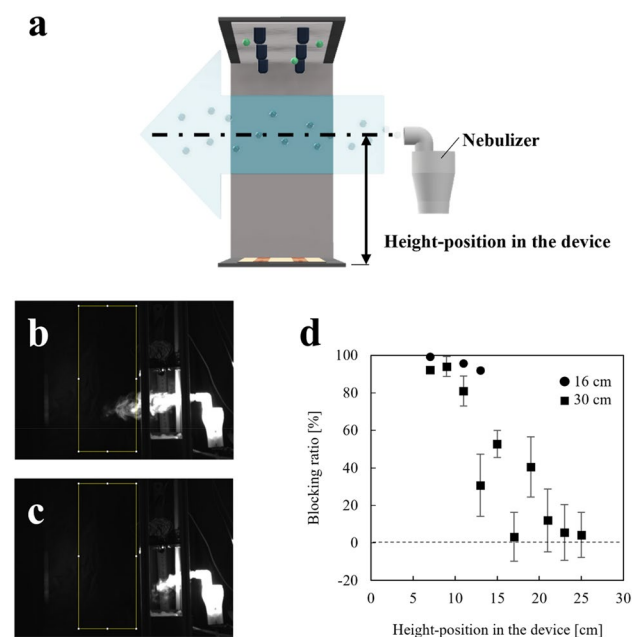 a
Nebulizer
Height-position in the device
b
c
d
100
80
60
40
20
0
-20
0 5 10 15 20 25 30
Blocking ratio [%]
Height-position in the device [cm]
16 cm
30 cm